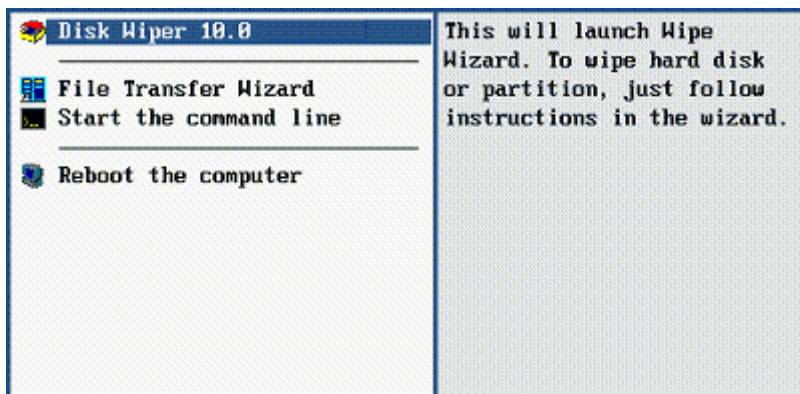 Disk Wiper 10.0
File Transfer Wizard
Start the command line
Reboot the computer
This will launch Wipe
Wizard. To wipe hard disk
or partition, just follow
instructions in the wizard.